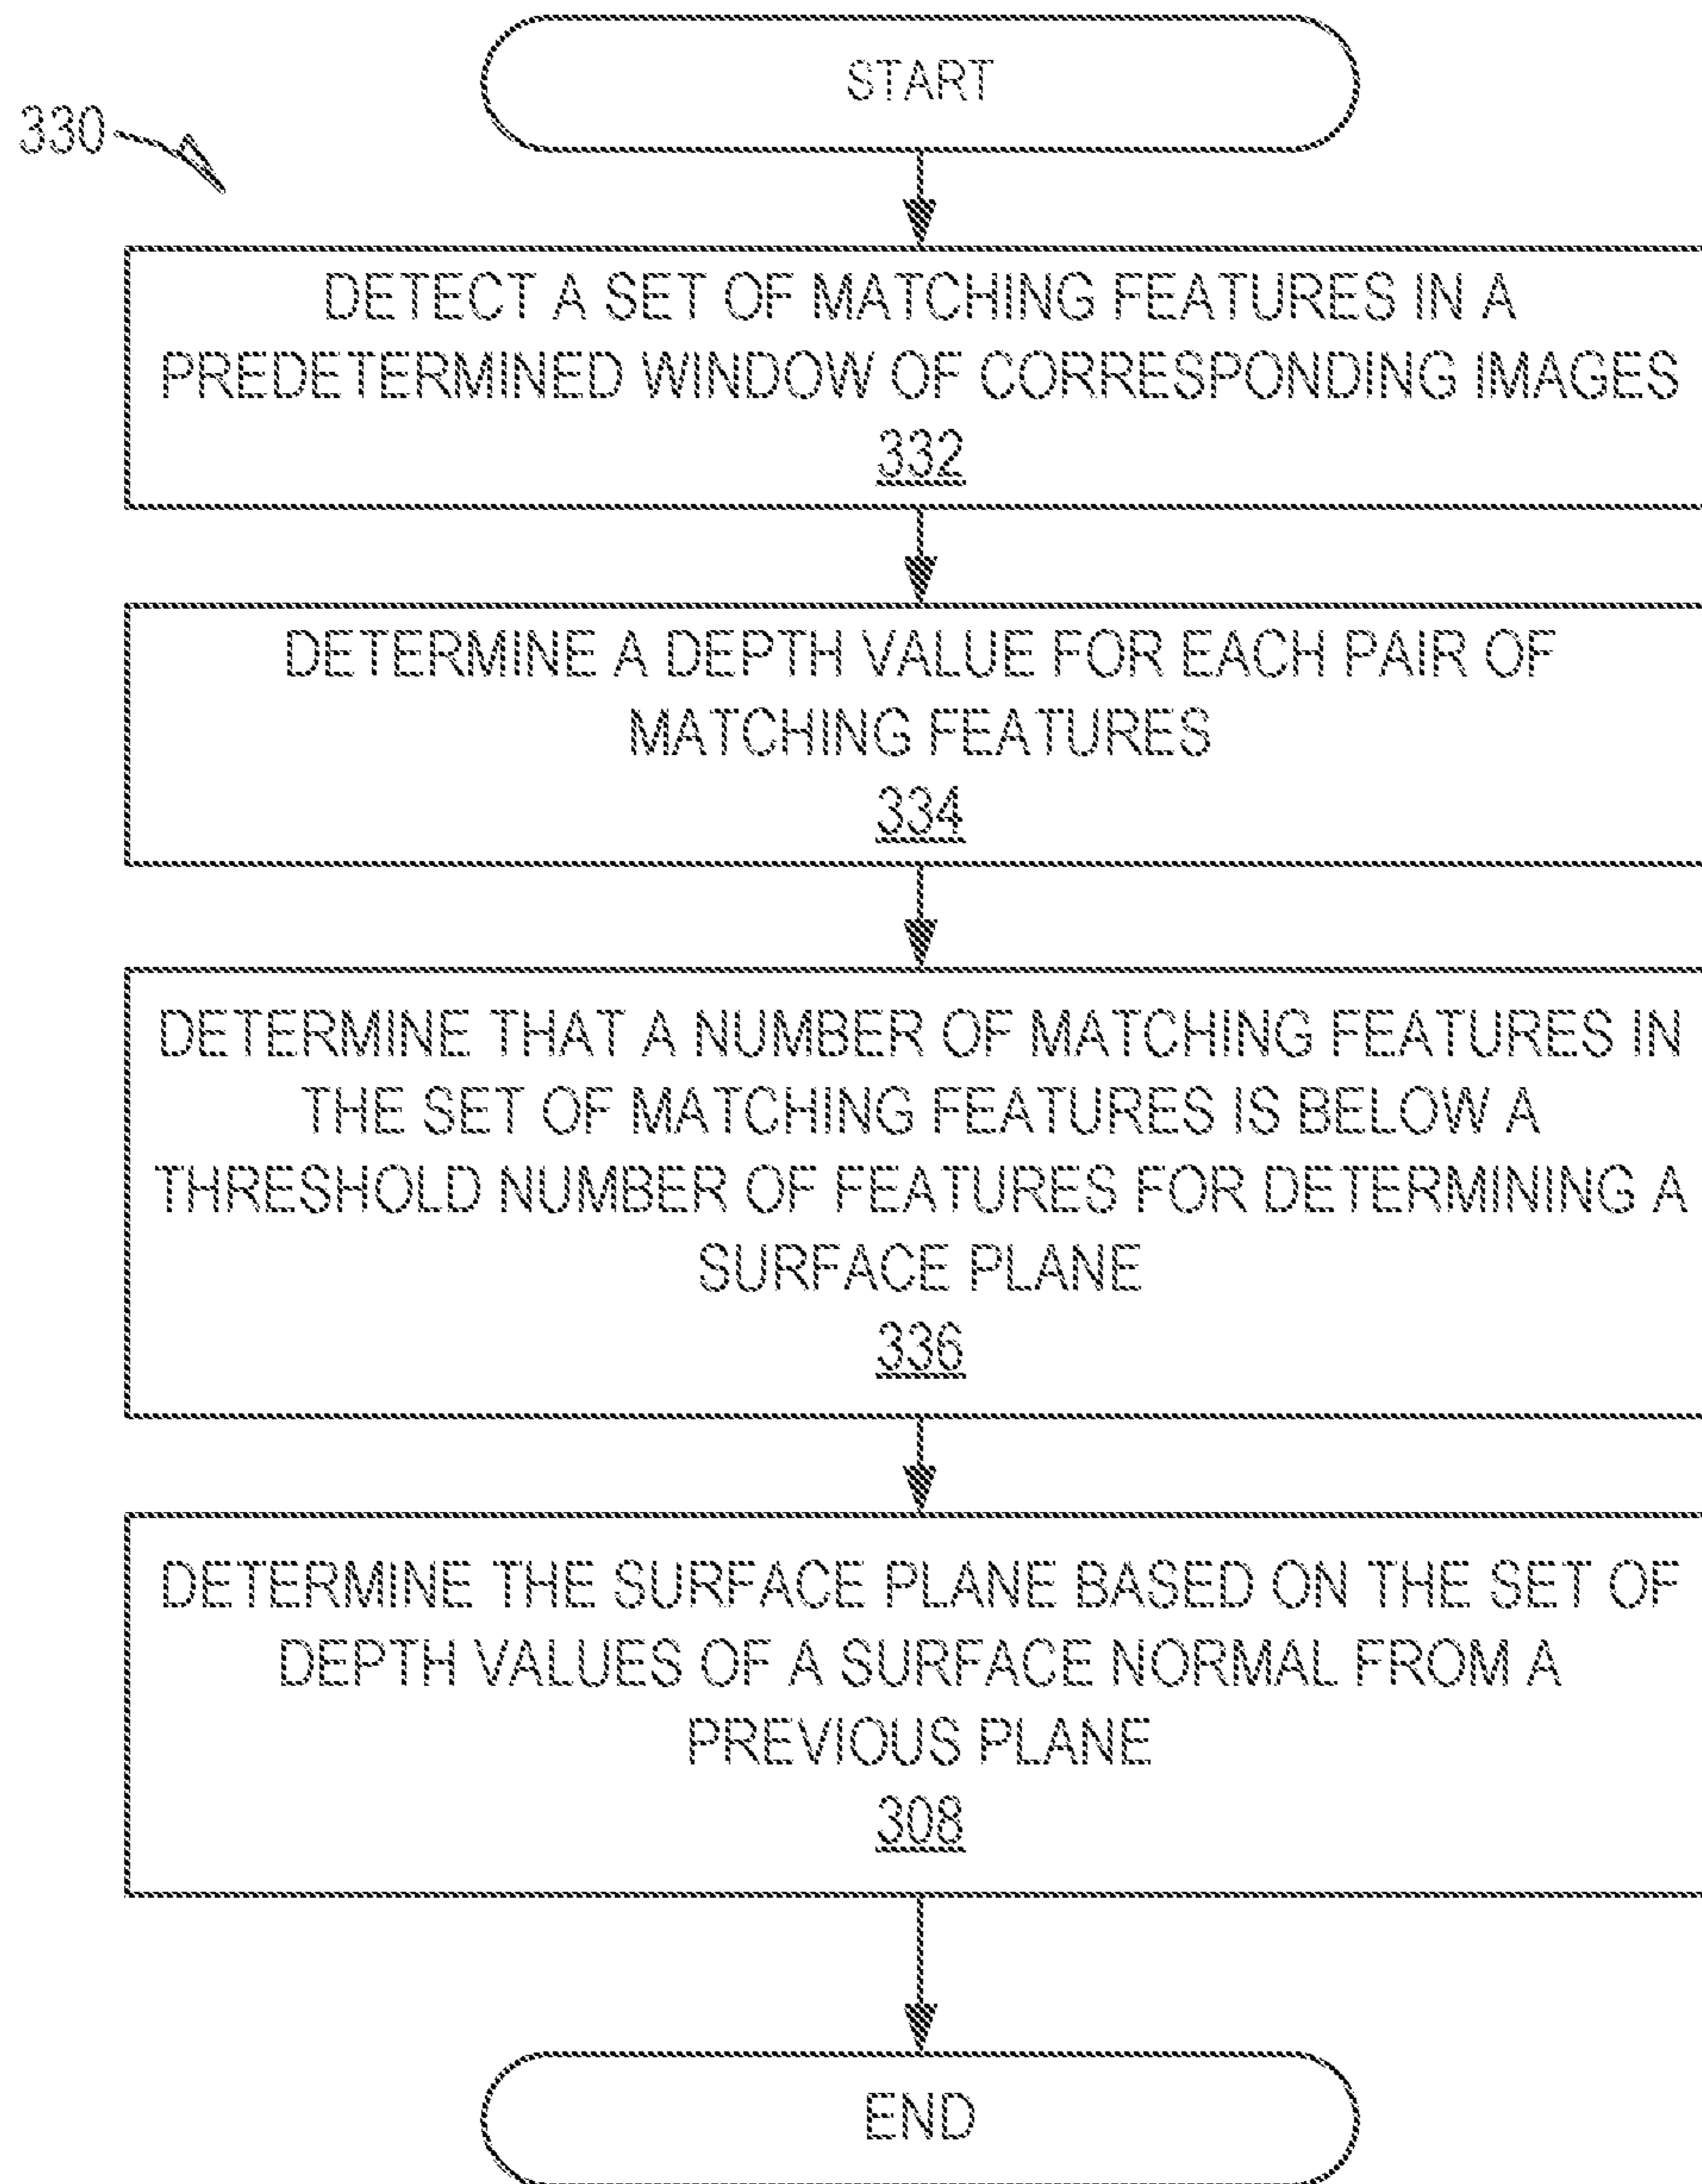 START
330
DETECT A SET OF MATCHING FEATURES IN A
PREDETERMINED WINDOW OF CORRESPONDING IMAGES
332
DETERMINE A DEPTH VALUE FOR EACH PAIR OF
MATCHING FEATURES
334
DETERMINE THAT A NUMBER OF MATCHING FEATURES IN
THE SET OF MATCHING FEATURES IS BELOW A
THRESHOLD NUMBER OF FEATURES FOR DETERMINING A
SURFACE PLANE
336
DETERMINE THE SURFACE PLANE BASED ON THE SET OF
DEPTH VALUES OF A SURFACE NORMAL FROM A
PREVIOUS PLANE
308
END